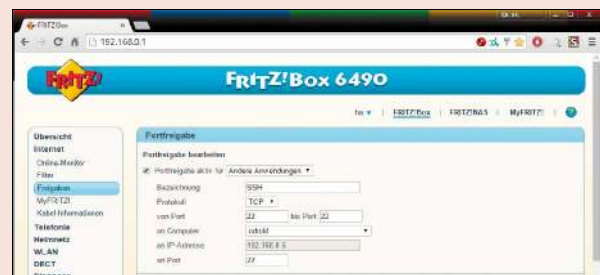 FRITZ!Box
192.168.0.1
FRITZ!
FRITZ!Box 6490
FRITZ!Box | FRITZ!NAS | MyFRITZ!
Übersicht
Internet
Online-Monitor
Filter
Freigaben
MyFRITZ!
Kabel-Informationen
Telefonie
Heimnetz
WLAN
DECT
Portfreigabe
Portfreigabe bearbeiten
Portfreigabe aktiv für Andere Anwendungen
Bezeichnung SSH
Protokoll TCP
von Port 22 bis Port 22
an Computer odroid
an IP-Adresse
an Port 22